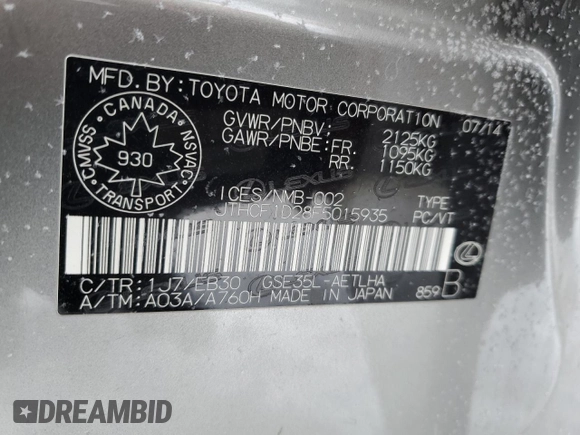 MFD.BY: TOYOTA MOTOR CORPORATION 07/14
GVWR/PNBV: 2125KG
GAWR/PNBE: FR. 1095KG
RR. 1150KG
CMVSS CANADA NSVAC
930
TRANSPORT
LEXUS
ICES/NMB-002 TYPE
JTHCF1D28F5015935 PC/VT
C/TR: 1J7/EB30 GSE35L-AETLHA
A/TM: A03A/A760H MADE IN JAPAN 859 B
DREAMBID